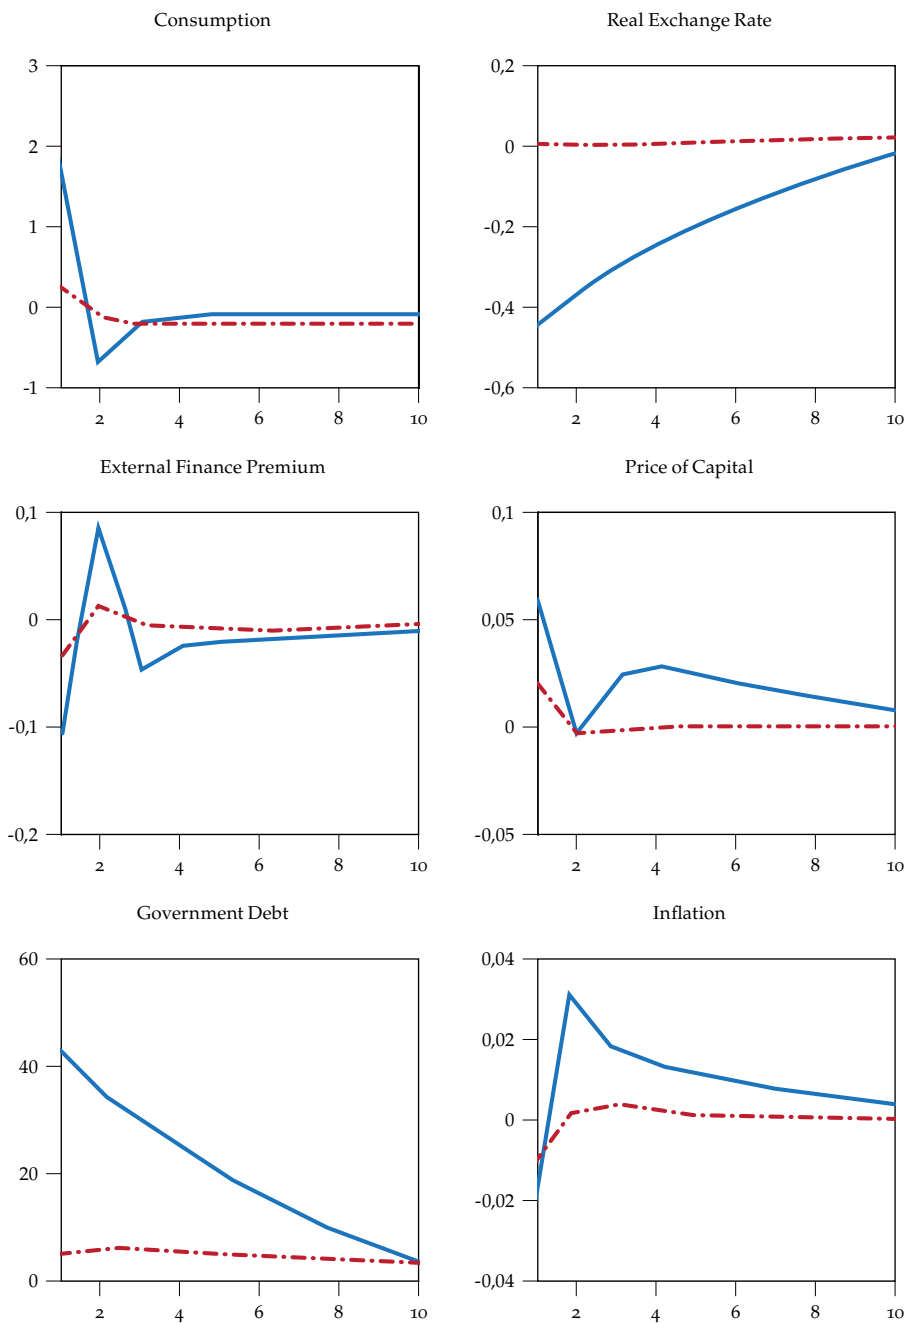 Consumption
3
2
1
0
-1
2 4 6 8 10
Real Exchange Rate
0,2
0
-0,2
-0,4
-0,6
2 4 6 8 10
External Finance Premium
0,1
0
-0,1
-0,2
2 4 6 8 10
Price of Capital
0,1
0,05
0
-0,05
2 4 6 8 10
Government Debt
60
40
20
0
2 4 6 8 10
Inflation
0,04
0,02
0
-0,02
-0,04
2 4 6 8 10